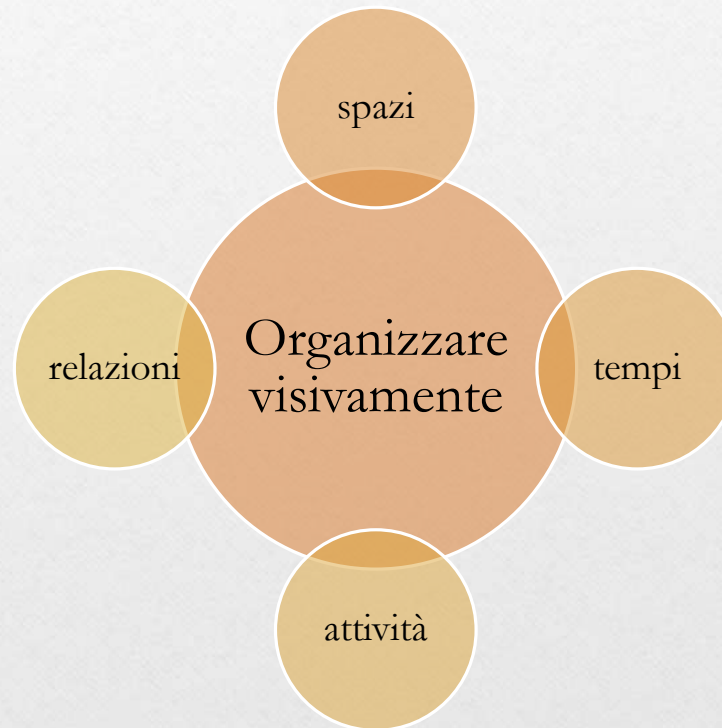 spazi
Organizzare
visivamente
relazioni
tempi
attività